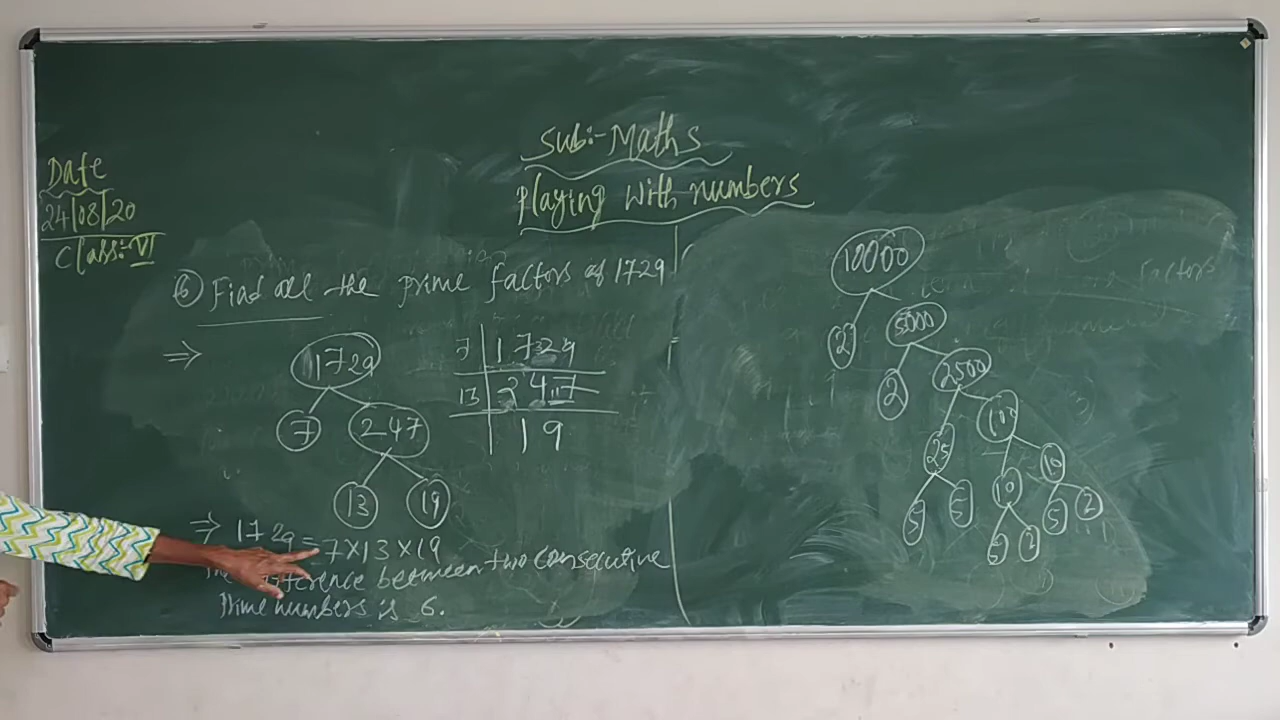 Sub:- Maths
Playing with numbers
Date
24/08/20
Class:- VI
6) Find all the prime factors of 1729
⇒
1729
7 247
13 19
7 | 1729
13 | 247
19
⇒ 1729 = 7×13×19
The difference between two consecutive
Prime numbers is 6.
10000
2 5000
2 2500
25 100
5 5 10 10
5 2 5 2